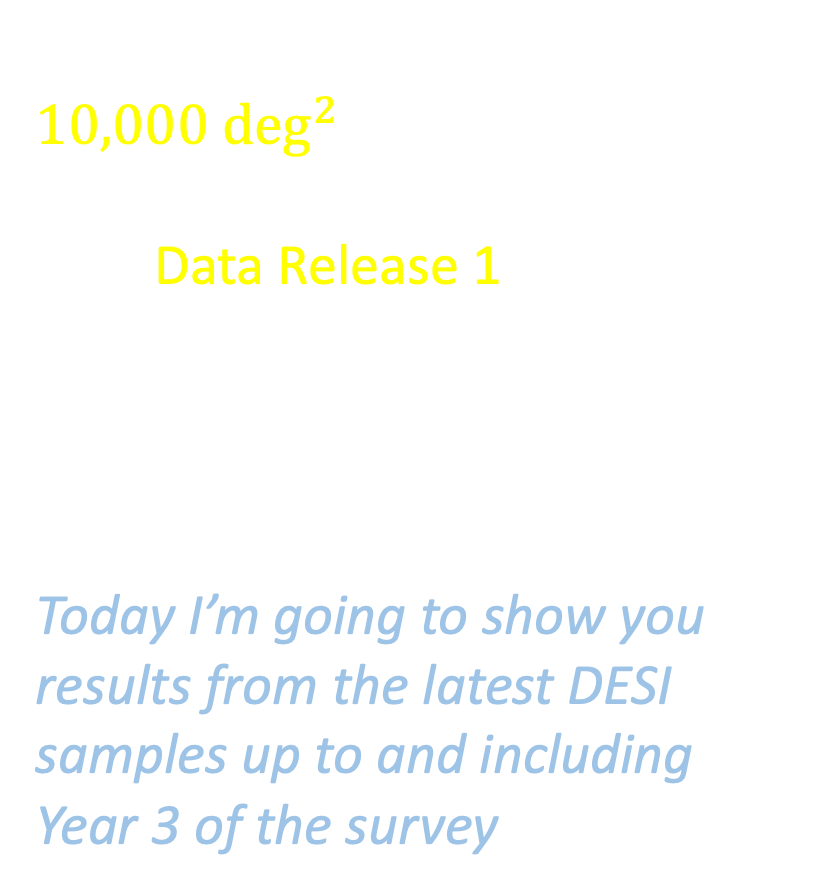 10,000 deg²
Data Release 1
Today I’m going to show you
results from the latest DESI
samples up to and including
Year 3 of the survey